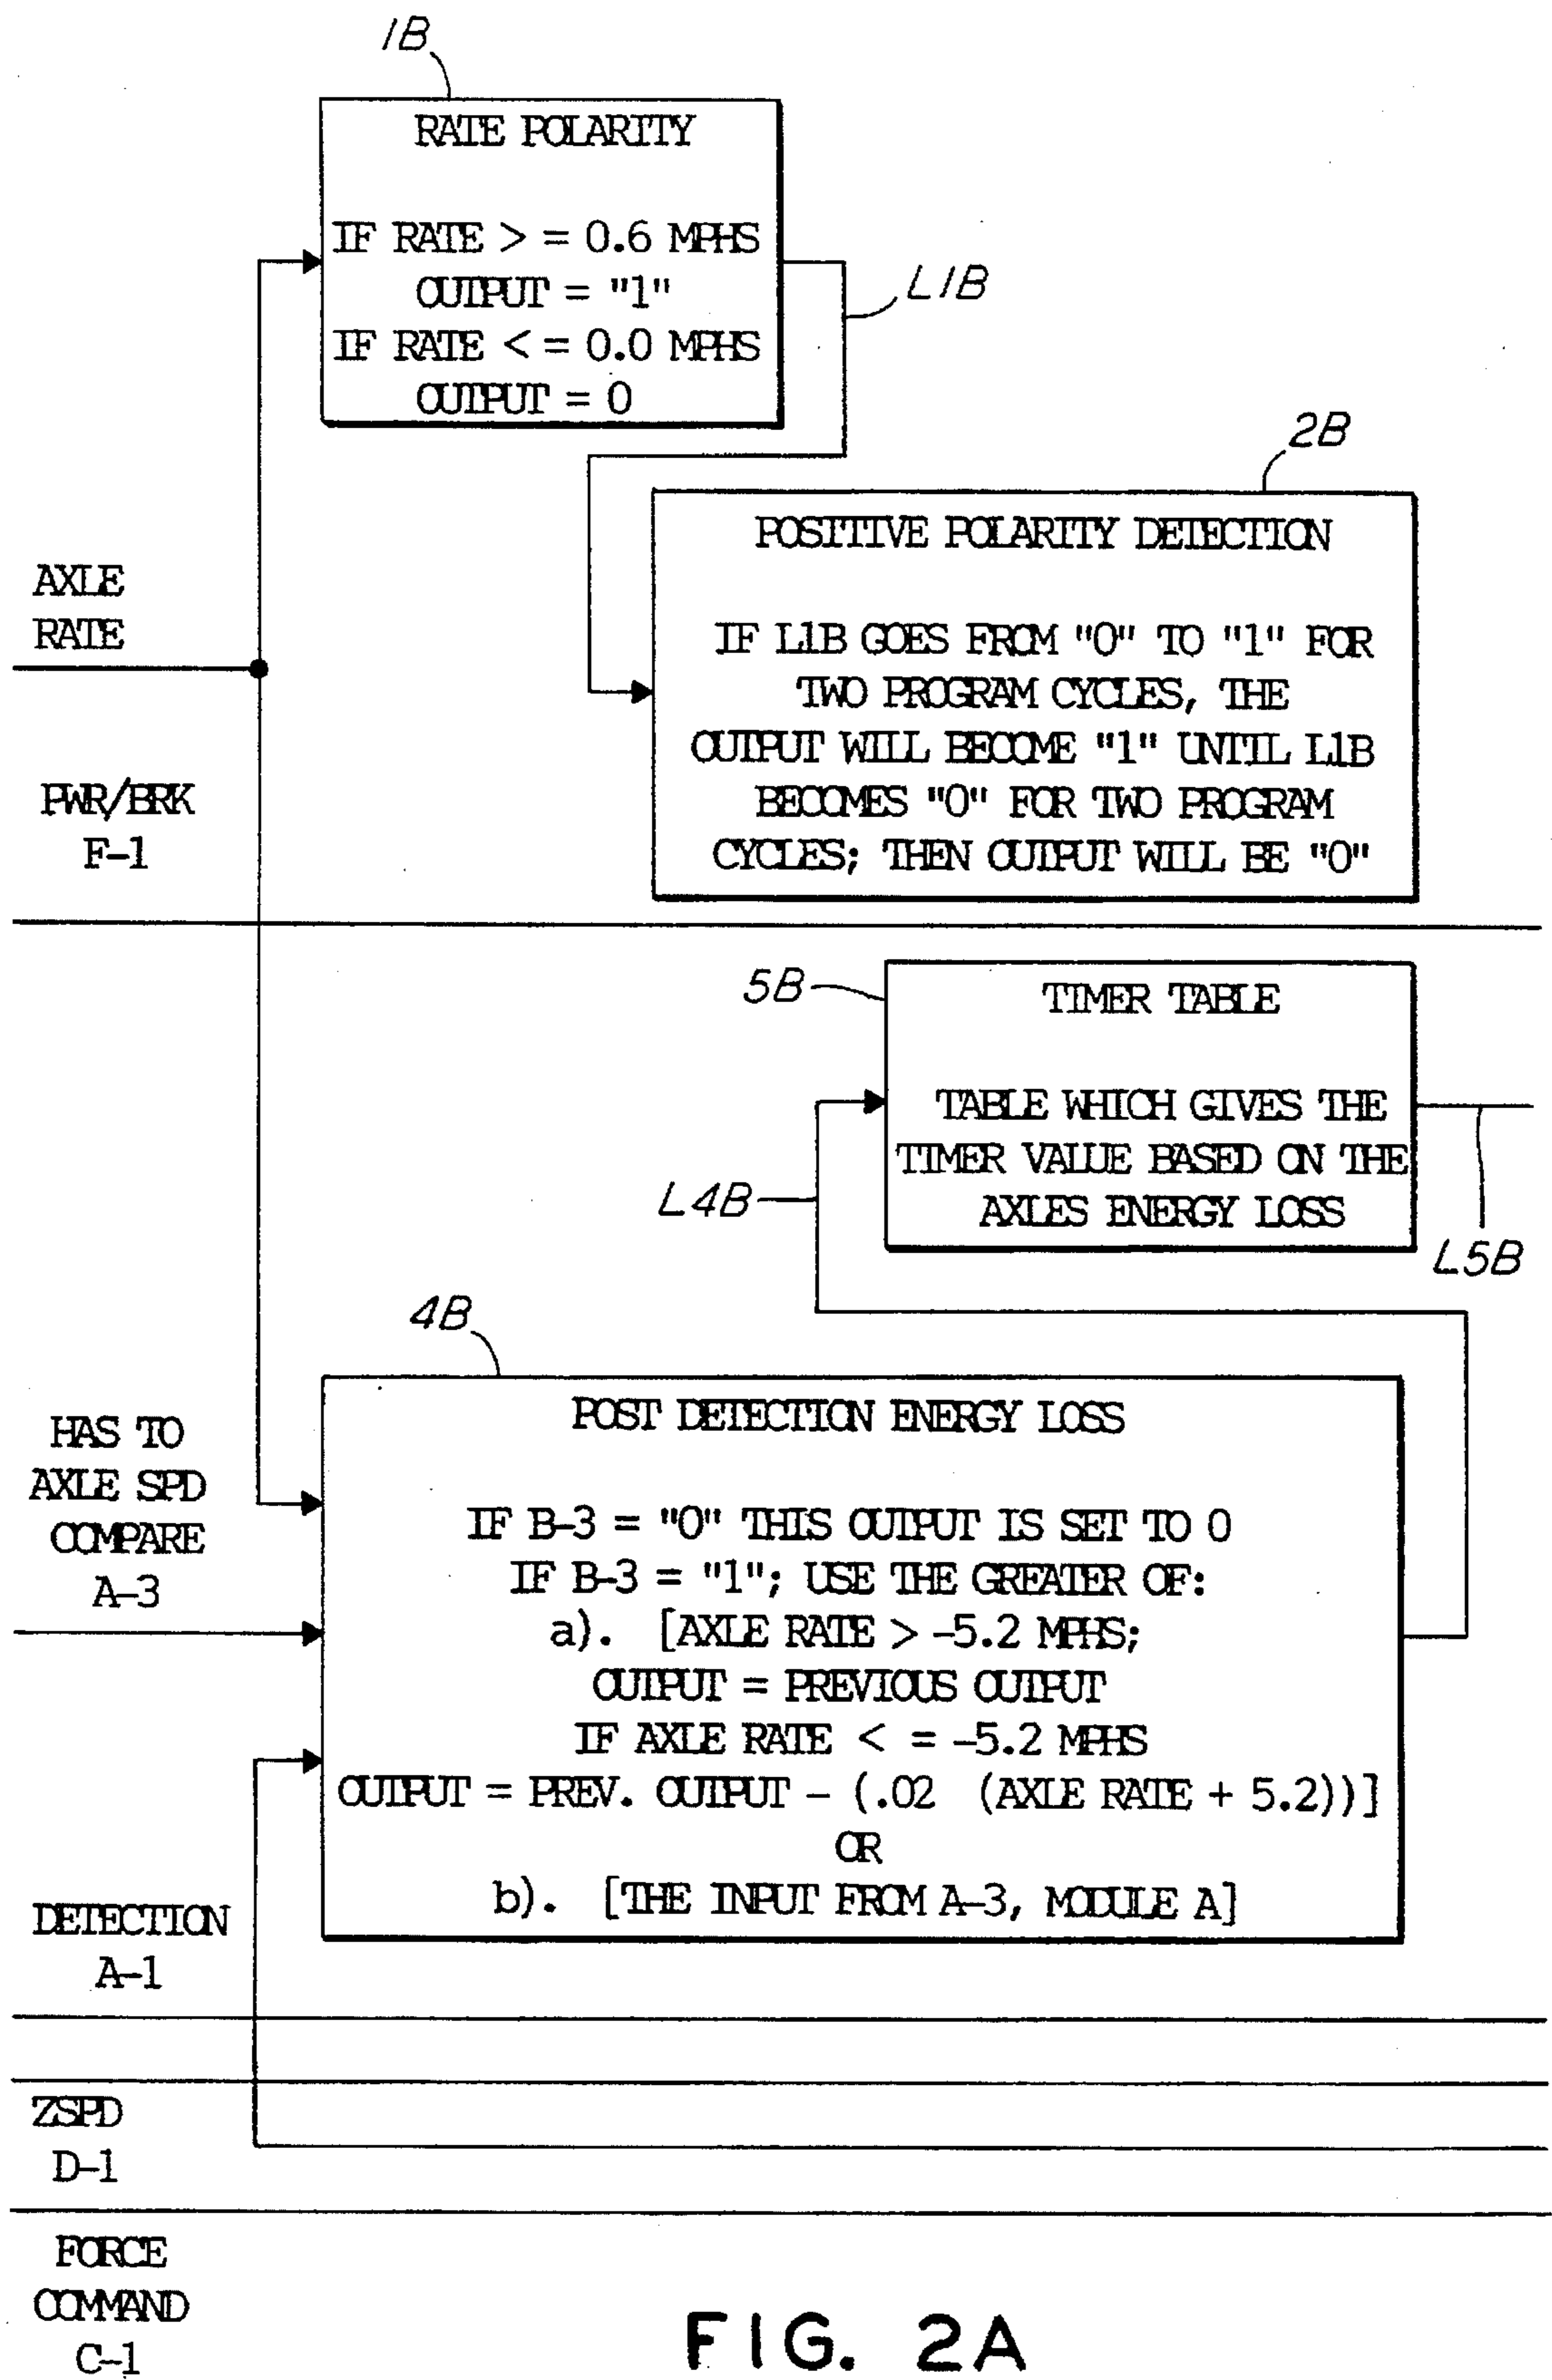 1B
RATE POLARITY
IF RATE > = 0.6 MPHS
OUTPUT = "1"
IF RATE < = 0.0 MPHS
OUTPUT = 0
L1B
2B
POSITIVE POLARITY DETECTION
IF L1B GOES FROM "0" TO "1" FOR
TWO PROGRAM CYCLES, THE
OUTPUT WILL BECOME "1" UNTIL L1B
BECOMES "0" FOR TWO PROGRAM
CYCLES; THEN OUTPUT WILL BE "0"
AXLE
RATE
PWR/BRK
F-1
5B
TIMER TABLE
TABLE WHICH GIVES THE
TIMER VALUE BASED ON THE
AXLES ENERGY LOSS
L4B
L5B
4B
POST DETECTION ENERGY LOSS
IF B-3 = "0" THIS OUTPUT IS SET TO 0
IF B-3 = "1"; USE THE GREATER OF:
a). [AXLE RATE > -5.2 MPHS;
OUTPUT = PREVIOUS OUTPUT
IF AXLE RATE < = -5.2 MPHS
OUTPUT = PREV. OUTPUT - (.02 (AXLE RATE + 5.2))]
OR
b). [THE INPUT FROM A-3, MODULE A]
HAS TO
AXLE SPD
COMPARE
A-3
DETECTION
A-1
ZSPD
D-1
FORCE
COMMAND
C-1
FIG. 2A